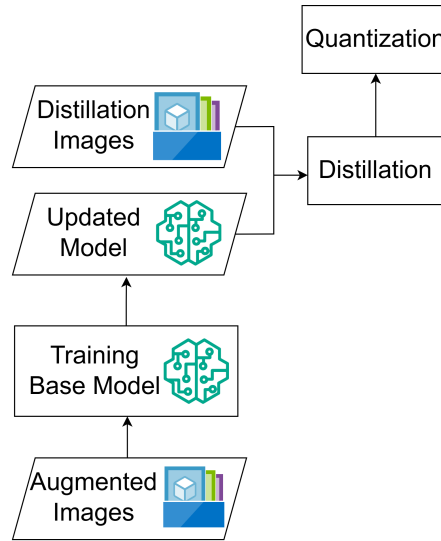 Quantization
Distillation
Images
Distillation
Updated
Model
Training
Base Model
Augmented
Images